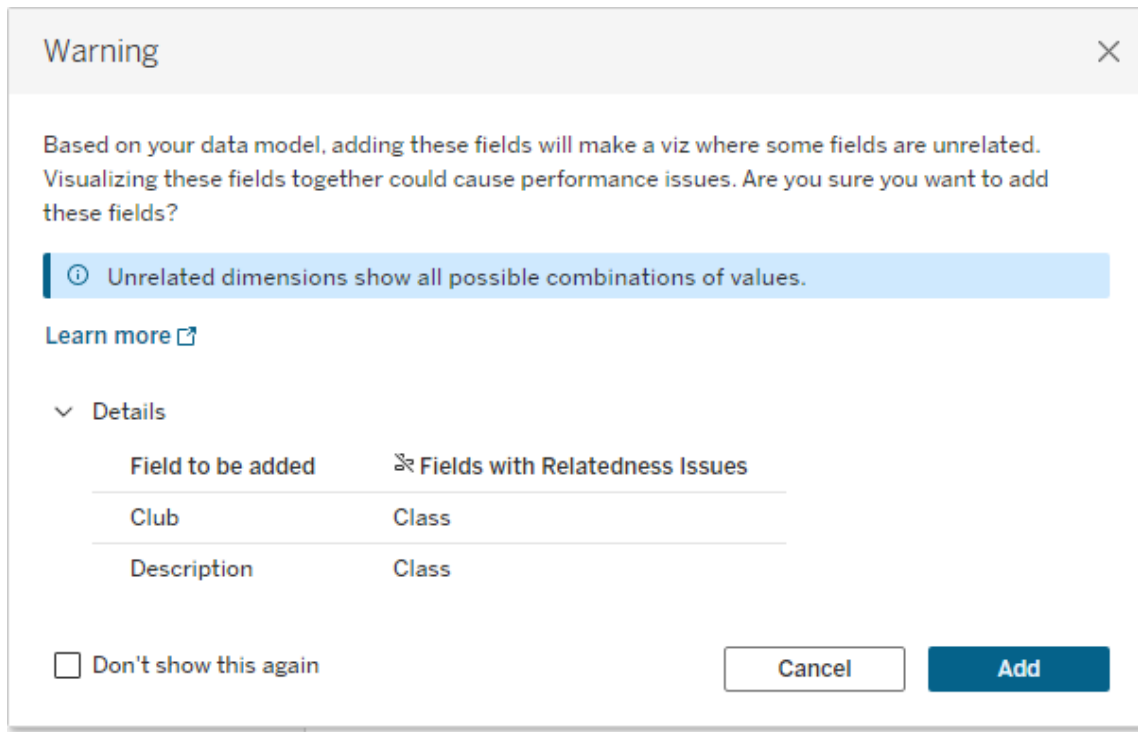 Warning
Based on your data model, adding these fields will make a viz where some fields are unrelated.
Visualizing these fields together could cause performance issues. Are you sure you want to add
these fields?
Unrelated dimensions show all possible combinations of values.
Learn more
Details
Field to be added Fields with Relatedness Issues
Club Class
Description Class
Don't show this again Cancel Add